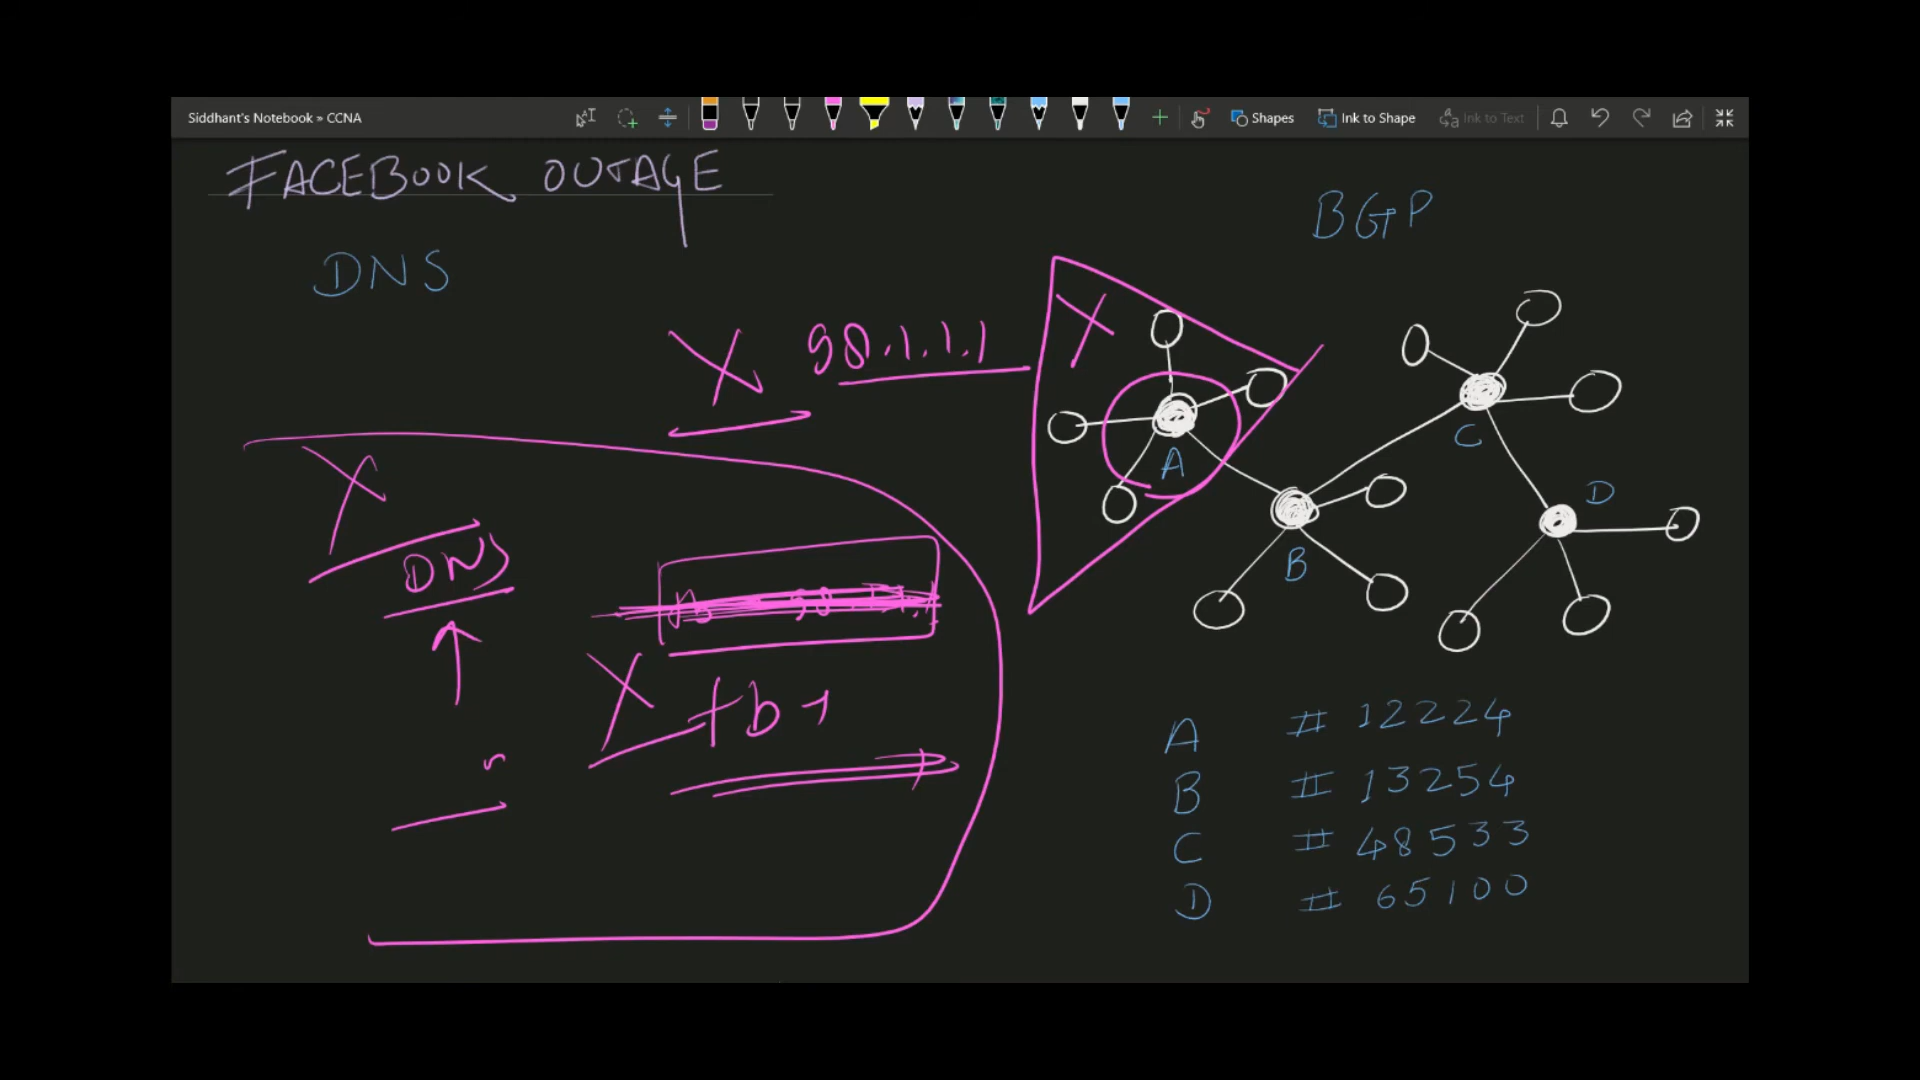 Siddhant's Notebook » CCNA
Shapes
Ink to Shape
Ink to Text
FACEBOOK OUTAGE
DNS
BGP
X 98.1.1.1
X
X
DNS
X
A
B
C
D
A # 12224
B # 13254
C # 48533
D # 65100